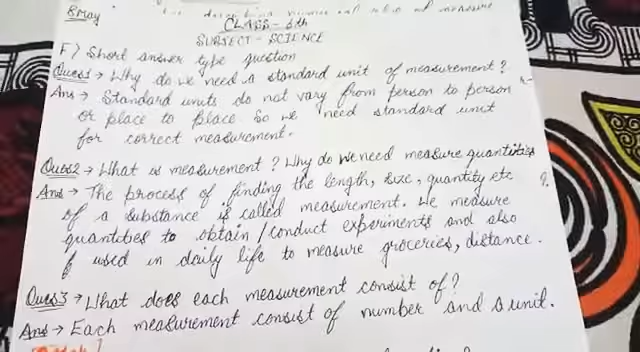 8 May
CLASS - 6th
SUBJECT - SCIENCE
F) Short answer type question
Ques1 → Why do we need a standard unit of measurement?
Ans → Standard units do not vary from person to person
or place to place. So we need standard unit
for correct measurement.
Ques2 → What is measurement? Why do we need measure quantities
?.
Ans → The process of finding the length, size, quantity etc
of a substance is called measurement. We measure
quantities to obtain / conduct experiments and also
used in daily life to measure groceries, distance.
Ques3 → What does each measurement consist of?
Ans → Each measurement consist of number and a unit.